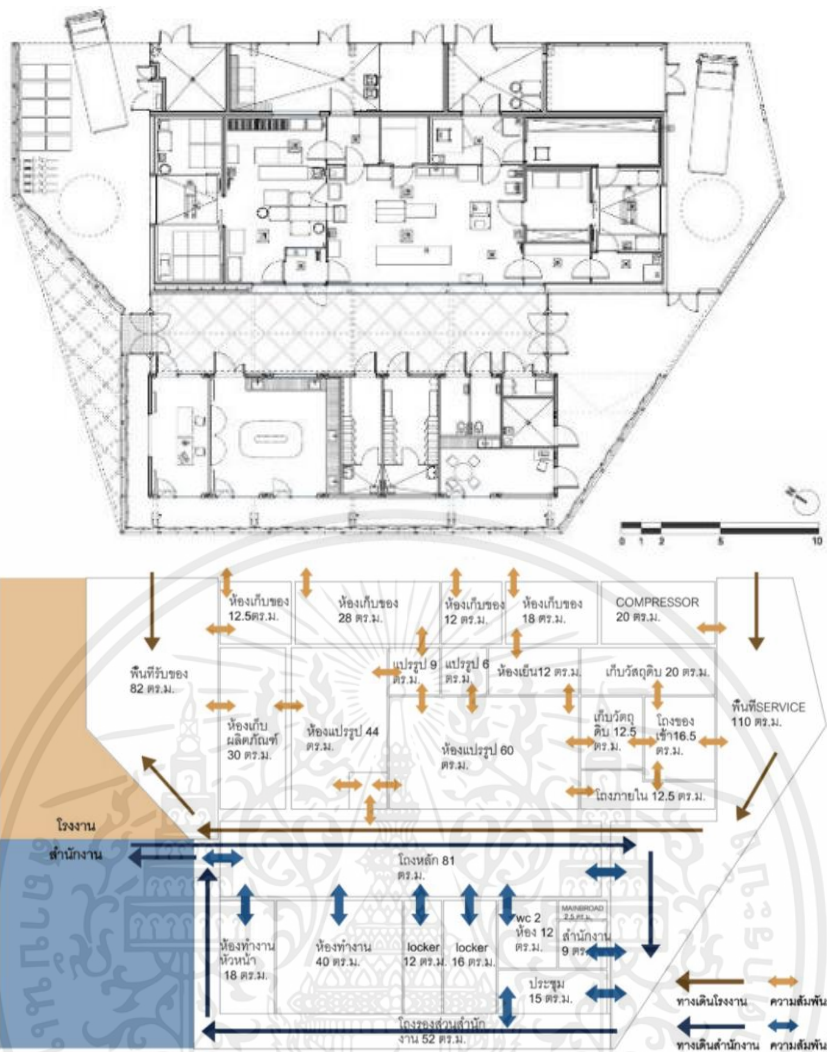 N
0 1 2 5 10
ห้องเก็บของ
12.5ตร.ม.
ห้องเก็บของ
28 ตร.ม.
ห้องเก็บของ
12 ตร.ม.
ห้องเก็บของ
18 ตร.ม.
COMPRESSOR
20 ตร.ม.
พื้นที่รับของ
82 ตร.ม.
แปรรูป 9
ตร.ม.
แปรรูป 6
ตร.ม.
ห้องเย็น12 ตร.ม.
เก็บวัสถุดิบ 20 ตร.ม.
ห้องเก็บ
ผลิตภัณฑ์
30 ตร.ม.
ห้องแปรรูป 44
ตร.ม.
ห้องแปรรูป 60
ตร.ม.
เก็บวัตถุ
ดิบ 12.5
ตร.ม.
โถงของ
เข้า16.5
ตร.ม.
พื้นที่SERVICE
110 ตร.ม.
โถงภายใน 12.5 ตร.ม.
โรงงาน
สำนักงาน
โถงหลัก 81
ตร.ม.
ห้องทำงาน
หัวหน้า
18 ตร.ม.
ห้องทำงาน
40 ตร.ม.
locker
12 ตร.ม.
locker
16 ตร.ม.
wc 2
ห้อง 12
ตร.ม.
MAINBROAD
2.5 ตร.ม.
สำนักงาน
9 ตร
ประชุม
15 ตร.ม.
โถงรองส่วนสำนัก
งาน 52 ตร.ม.
ทางเดินโรงงาน ความสัมพัน
ทางเดินสำนักงาน ความสัมพัน